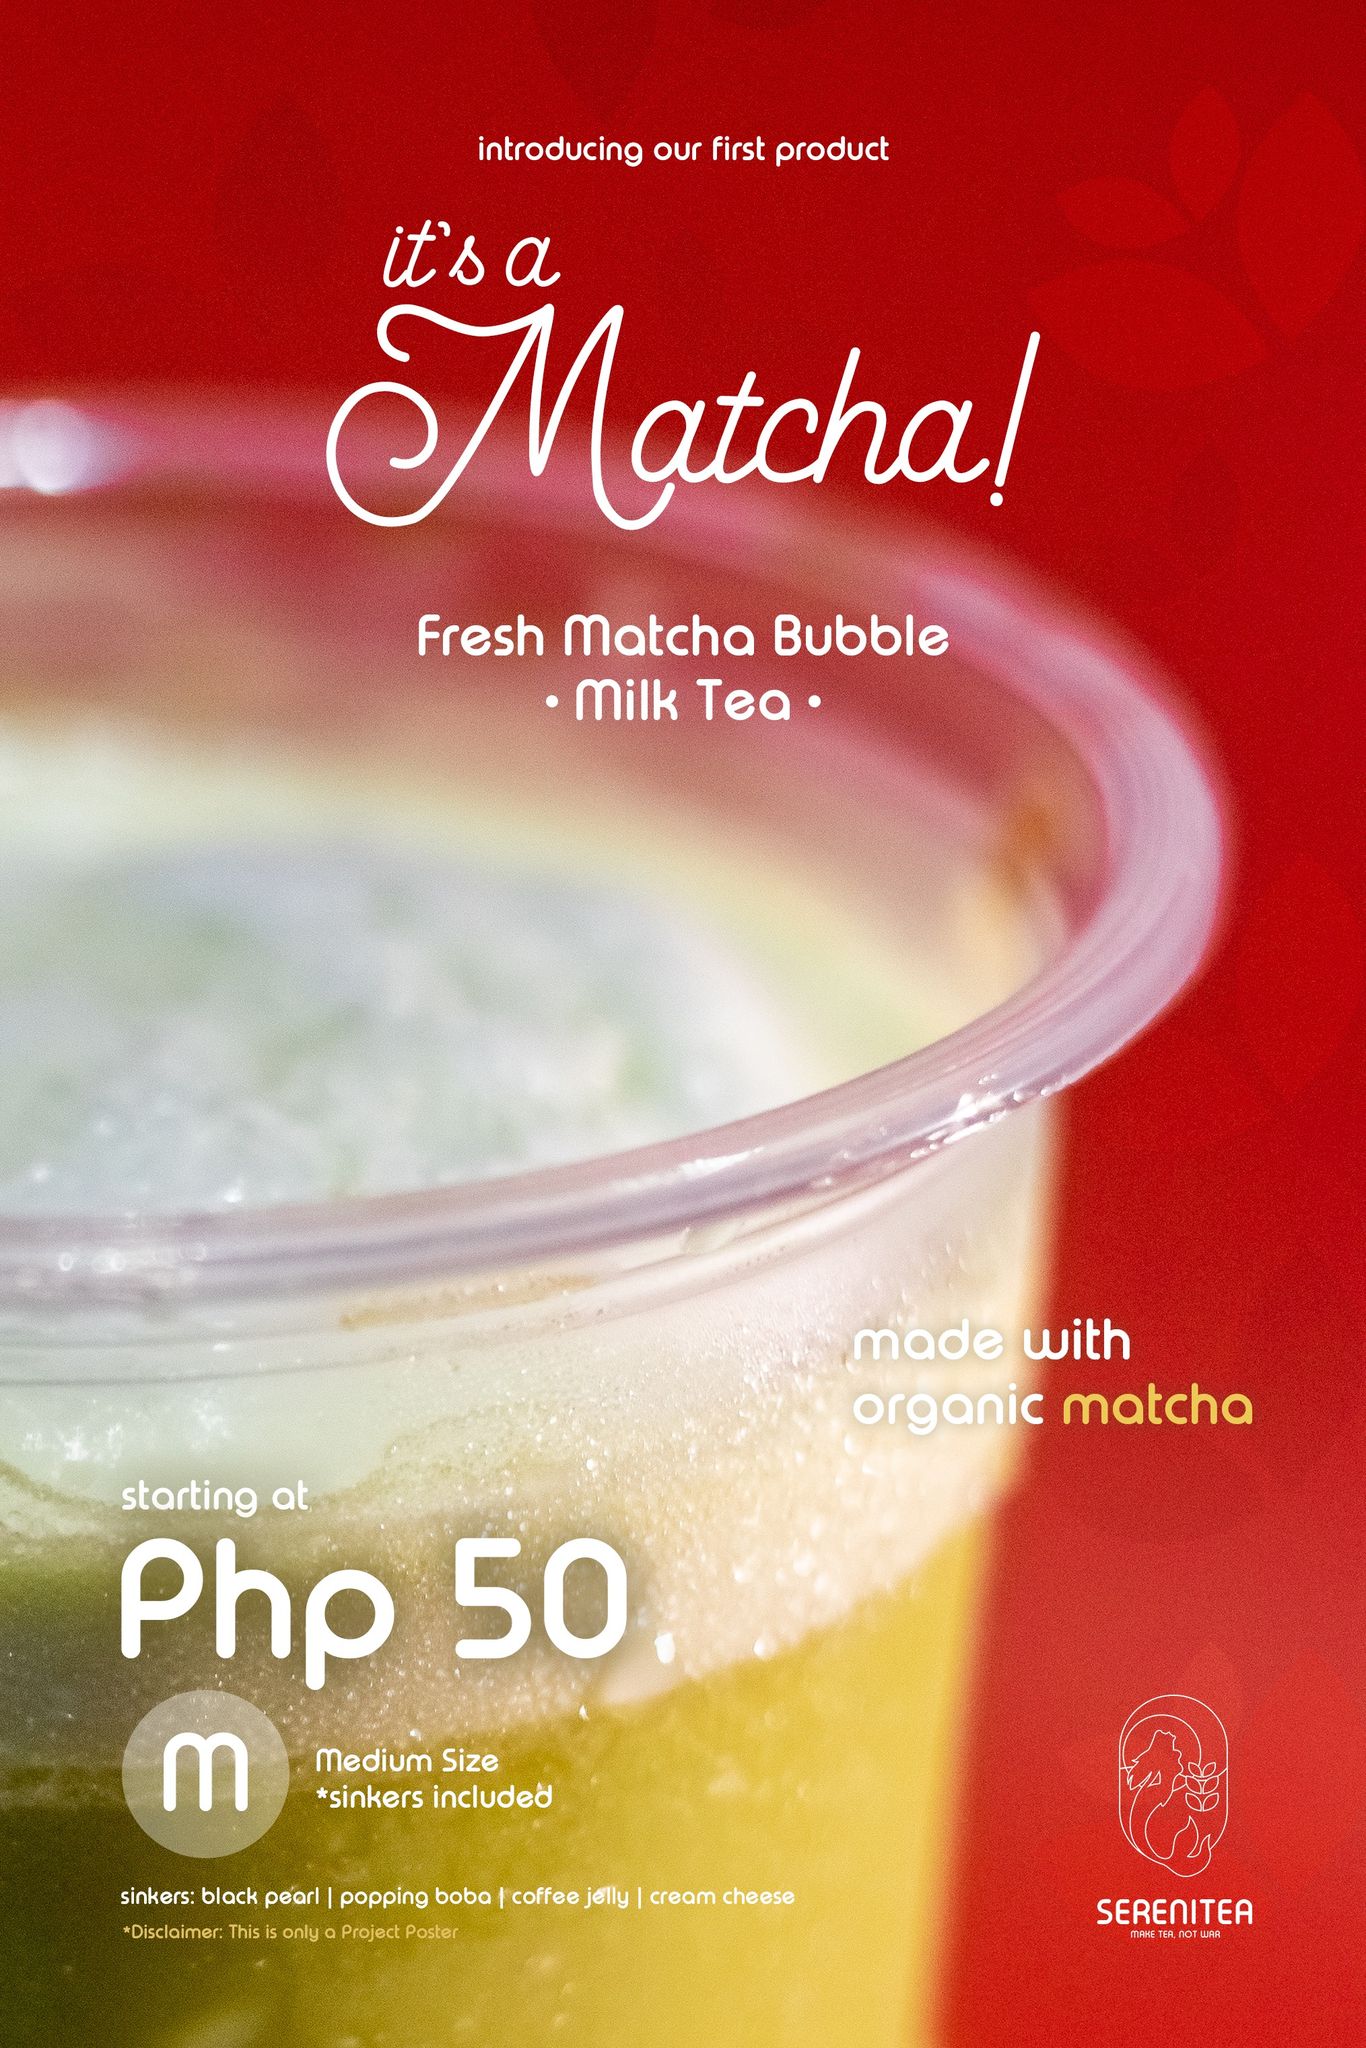 introducing our first product
it's a
Matcha!
Fresh Matcha Bubble
• Milk Tea •
made with
organic matcha
starting at
Php 50
M
Medium Size
*sinkers included
sinkers: black pearl | popping boba | coffee jelly | cream cheese
*Disclaimer: This is only a Project Poster
SERENITEA
MAKE TEA, NOT WAR